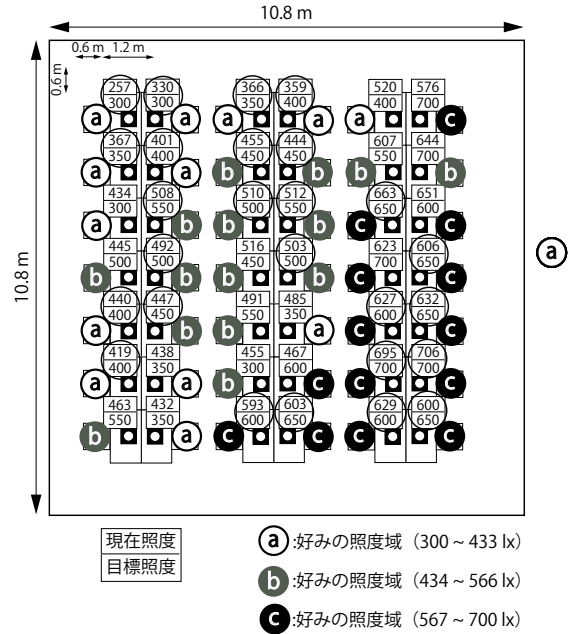 10.8 m
0.6 m 1.2 m
0.6 m
257 330 366 359 520 576
300 300 350 400 400 700
a a a a a c
367 401 455 444 607 644
350 400 450 450 550 700
a a b b b b
434 508 510 512 663 651
300 550 500 550 650 600
a b b b c c
a
445 492 516 503 623 606
500 500 450 500 700 650
b b b b c c
10.8 m
440 447 491 485 627 632
400 450 550 350 600 650
a b b a c c
419 438 455 467 695 706
400 350 300 600 700 700
a a b c c c
463 432 593 603 629 600
550 350 600 650 600 650
b a c c c c
現在照度
目標照度
a :好みの照度域（300 ~ 433 lx)
b :好みの照度域（434 ~ 566 lx)
c :好みの照度域（567 ~ 700 lx）